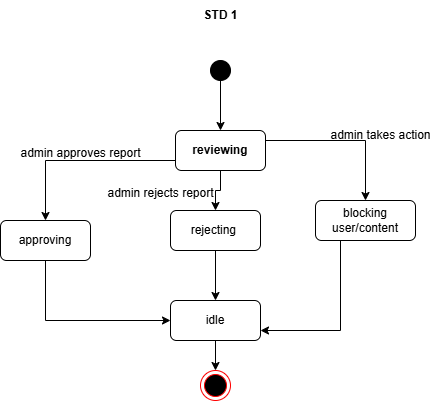 STD 1
reviewing
admin takes action
admin approves report
admin rejects report
blocking
user/content
approving
rejecting
idle